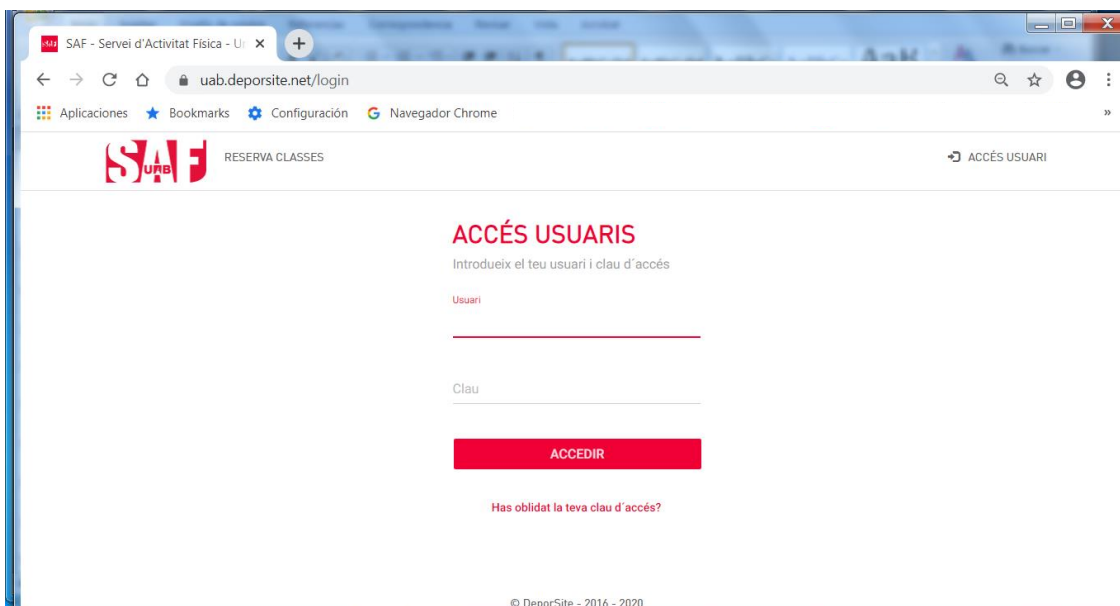 SAF - Servei d'Activitat Física - Ur
uab.deporsite.net/login
Aplicaciones Bookmarks Configuración G Navegador Chrome »
SAF UAB RESERVA CLASSES ACCÉS USUARI
ACCÉS USUARIS
Introdueix el teu usuari i clau d´accés
Usuari
Clau
ACCEDIR
Has oblidat la teva clau d´accés?
© DeporSite - 2016 - 2020